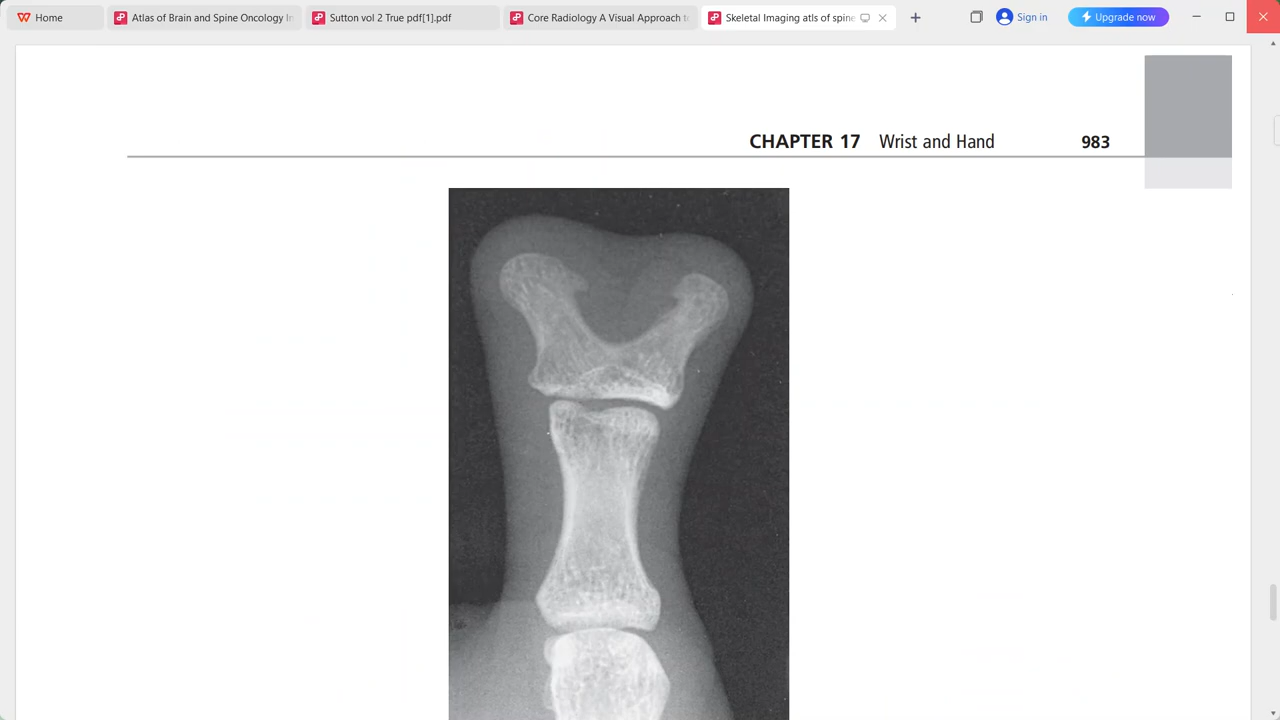 Home
Atlas of Brain and Spine Oncology I
Sutton vol 2 True pdf[1].pdf
Core Radiology A Visual Approach t
Skeletal Imaging atls of spine
Sign in
Upgrade now
CHAPTER 17 Wrist and Hand 983